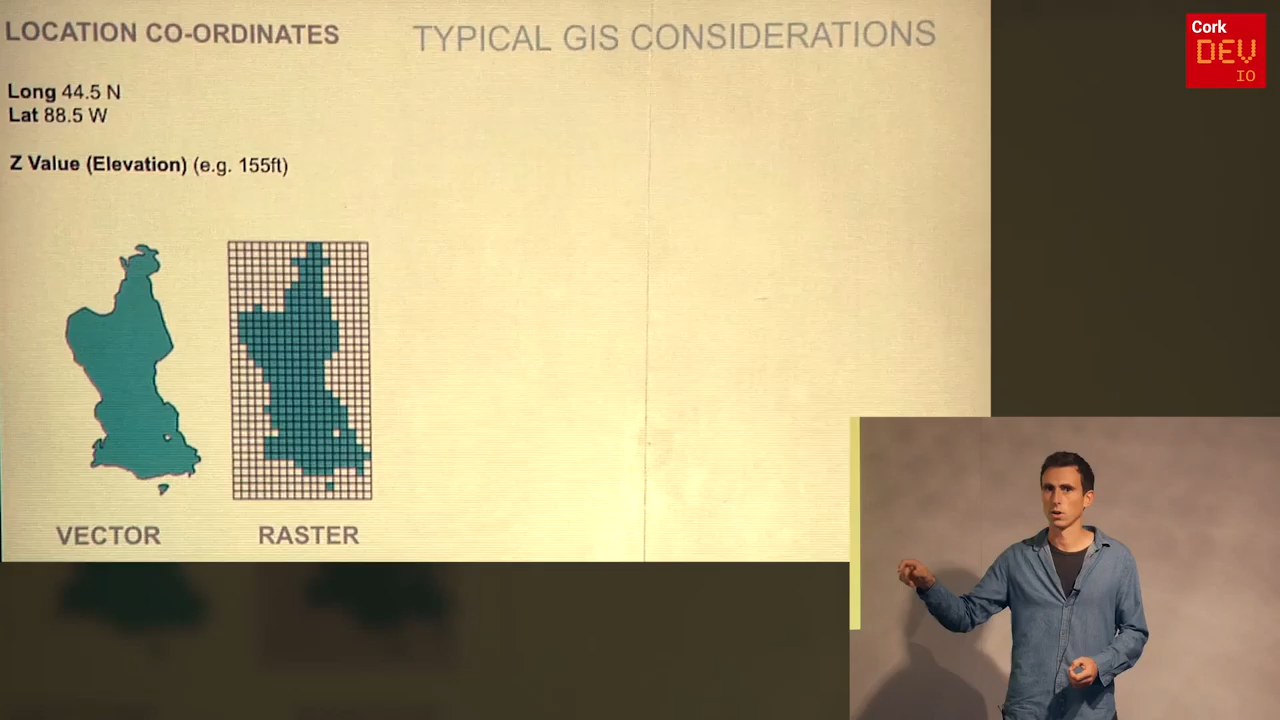 LOCATION CO-ORDINATES
TYPICAL GIS CONSIDERATIONS
Long 44.5 N
Lat 88.5 W
Z Value (Elevation) (e.g. 155ft)
VECTOR
RASTER
Cork
DEV
IO